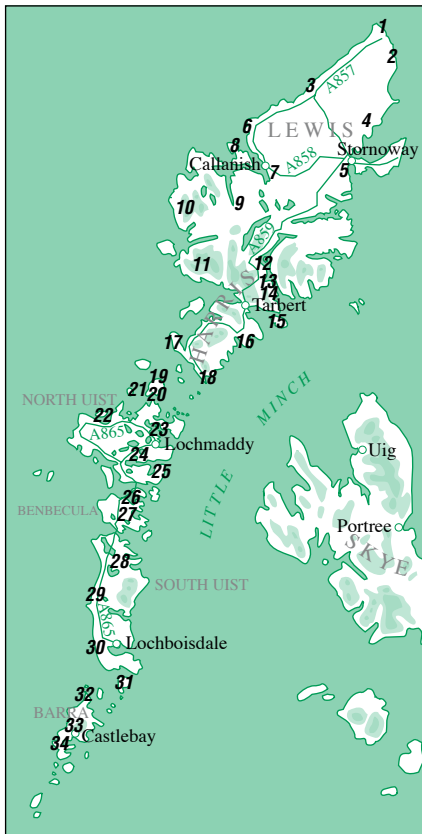 1
2
3
A857
4
6
LEWIS
8
Stornoway
Callanish
A858
7
5
9
10
A859
11
12
13
14
HARRIS
Tarbert
15
17
16
18
19
21
20
MINCH
NORTH UIST
22
A865
23
Lochmaddy
24
LITTLE
Uig
25
26
BENBECULA
27
Portree
SKYE
28
SOUTH UIST
29
A865
30
Lochboisdale
31
32
BARRA
33
Castlebay
34